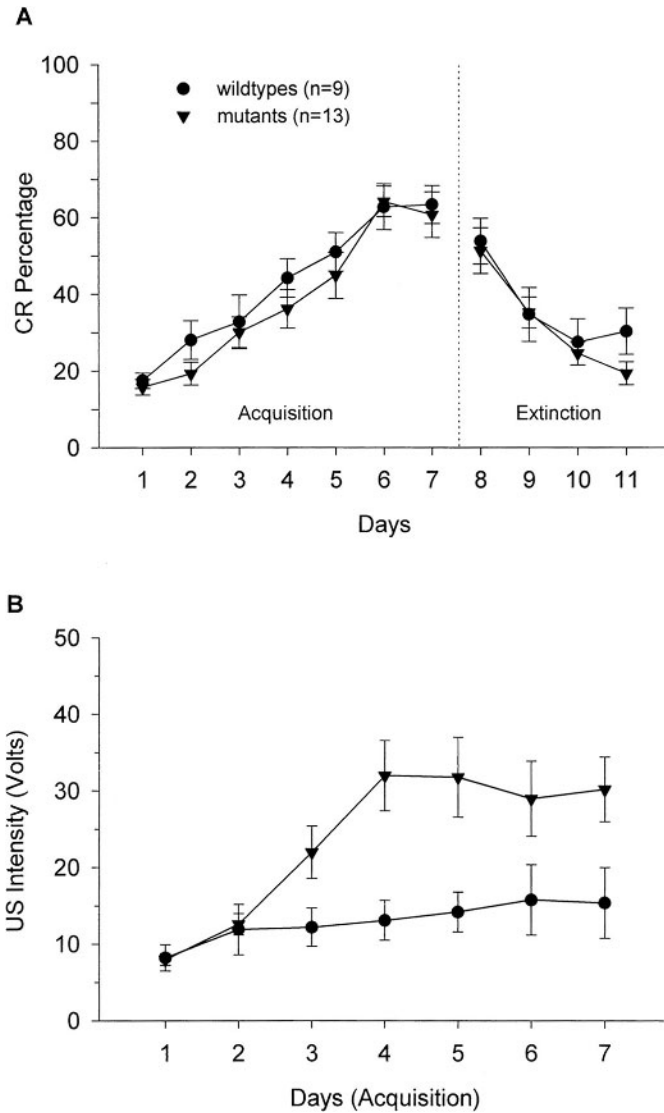 A
100
80
60
40
20
0
CR Percentage
wildtypes (n=9)
mutants (n=13)
Acquisition
Extinction
1 2 3 4 5 6 7 8 9 10 11
Days
B
50
40
30
20
10
0
US Intensity (Volts)
1 2 3 4 5 6 7
Days (Acquisition)